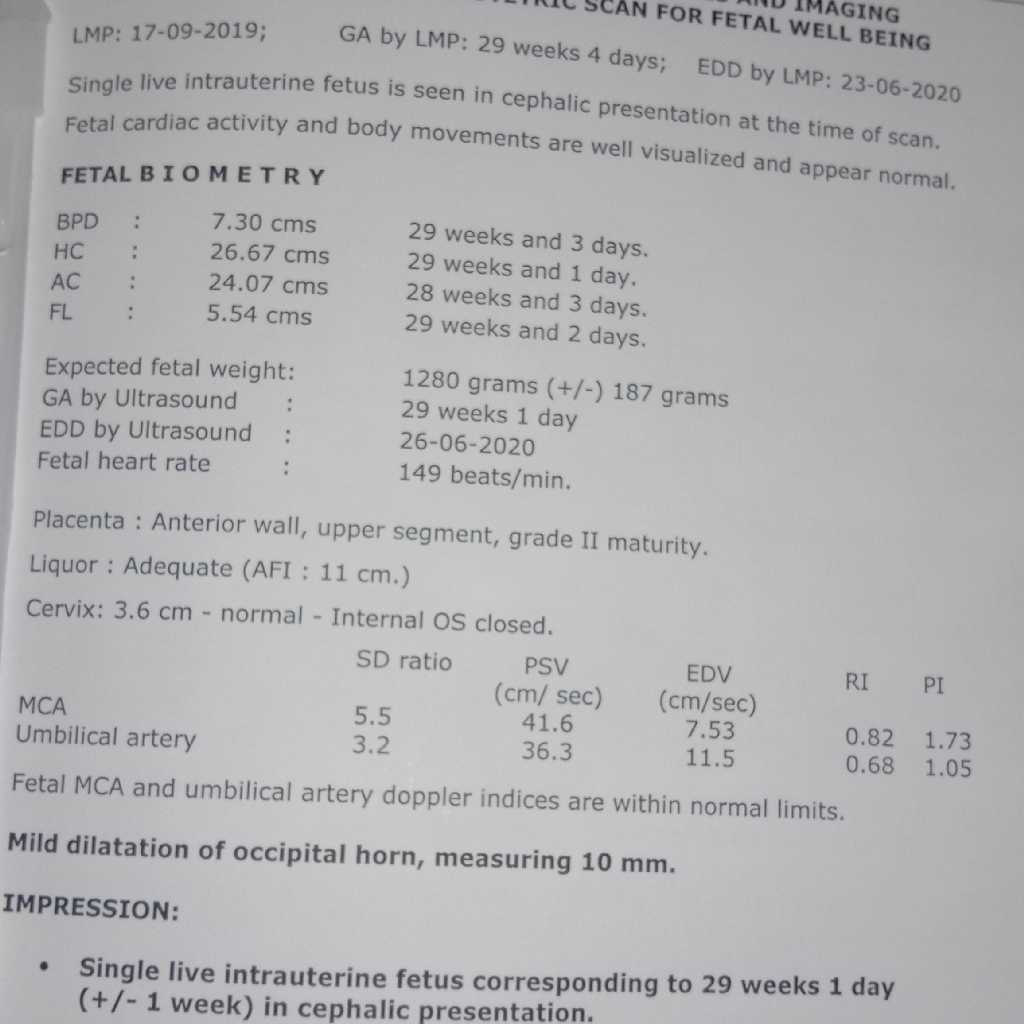 AND IMAGING
SCAN FOR FETAL WELL BEING
LMP: 17-09-2019; GA by LMP: 29 weeks 4 days; EDD by LMP: 23-06-2020
Single live intrauterine fetus is seen in cephalic presentation at the time of scan.
Fetal cardiac activity and body movements are well visualized and appear normal.
FETAL B I O M E T R Y
BPD : 7.30 cms 29 weeks and 3 days.
HC : 26.67 cms 29 weeks and 1 day.
AC : 24.07 cms 28 weeks and 3 days.
FL : 5.54 cms 29 weeks and 2 days.
Expected fetal weight: 1280 grams (+/-) 187 grams
GA by Ultrasound : 29 weeks 1 day
EDD by Ultrasound : 26-06-2020
Fetal heart rate : 149 beats/min.
Placenta : Anterior wall, upper segment, grade II maturity.
Liquor : Adequate (AFI : 11 cm.)
Cervix: 3.6 cm - normal - Internal OS closed.
SD ratio PSV EDV RI PI
(cm/ sec) (cm/sec)
MCA 5.5 41.6 7.53 0.82 1.73
Umbilical artery 3.2 36.3 11.5 0.68 1.05
Fetal MCA and umbilical artery doppler indices are within normal limits.
Mild dilatation of occipital horn, measuring 10 mm.
IMPRESSION:
• Single live intrauterine fetus corresponding to 29 weeks 1 day
(+/- 1 week) in cephalic presentation.